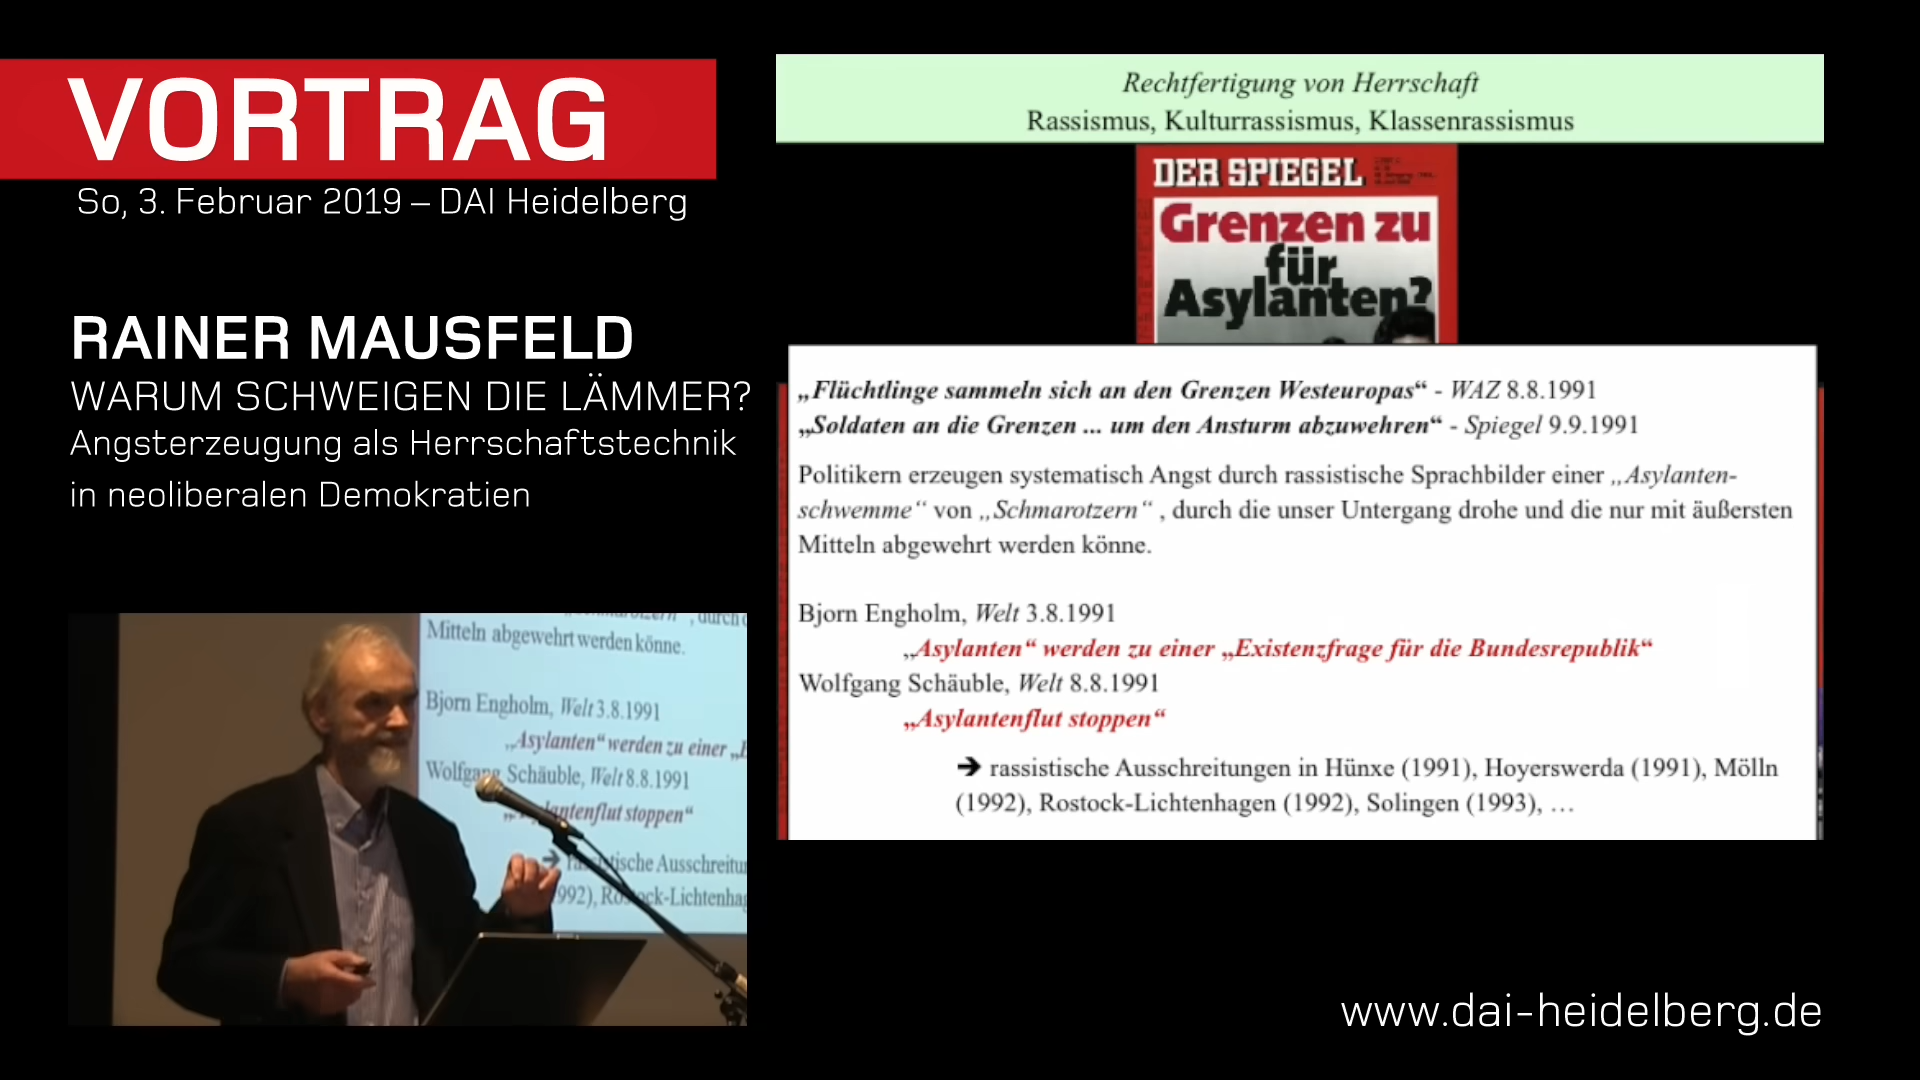 VORTRAG
So, 3. Februar 2019 – DAI Heidelberg
RAINER MAUSFELD
WARUM SCHWEIGEN DIE LÄMMER?
Angsterzeugung als Herrschaftstechnik
in neoliberalen Demokratien
Mitteln abgewehrt werden könne.
Bjorn Engholm, Welt 3.8.1991
„Asylanten“ werden zu einer
Wolfgang Schäuble, Welt 8.8.1991
stoppen“
➔
Rechtfertigung von Herrschaft
Rassismus, Kulturrassismus, Klassenrassismus
DER SPIEGEL
Grenzen zu
für
Asylanten?
„Flüchtlinge sammeln sich an den Grenzen Westeuropas“ - WAZ 8.8.1991
„Soldaten an die Grenzen ... um den Ansturm abzuwehren“ - Spiegel 9.9.1991
Politikern erzeugen systematisch Angst durch rassistische Sprachbilder einer „Asylanten-
schwemme“ von „Schmarotzern“ , durch die unser Untergang drohe und die nur mit äußersten
Mitteln abgewehrt werden könne.
Bjorn Engholm, Welt 3.8.1991
„Asylanten“ werden zu einer „Existenzfrage für die Bundesrepublik“
Wolfgang Schäuble, Welt 8.8.1991
„Asylantenflut stoppen“
➔ rassistische Ausschreitungen in Hünxe (1991), Hoyerswerda (1991), Mölln
(1992), Rostock-Lichtenhagen (1992), Solingen (1993), …
www.dai-heidelberg.de